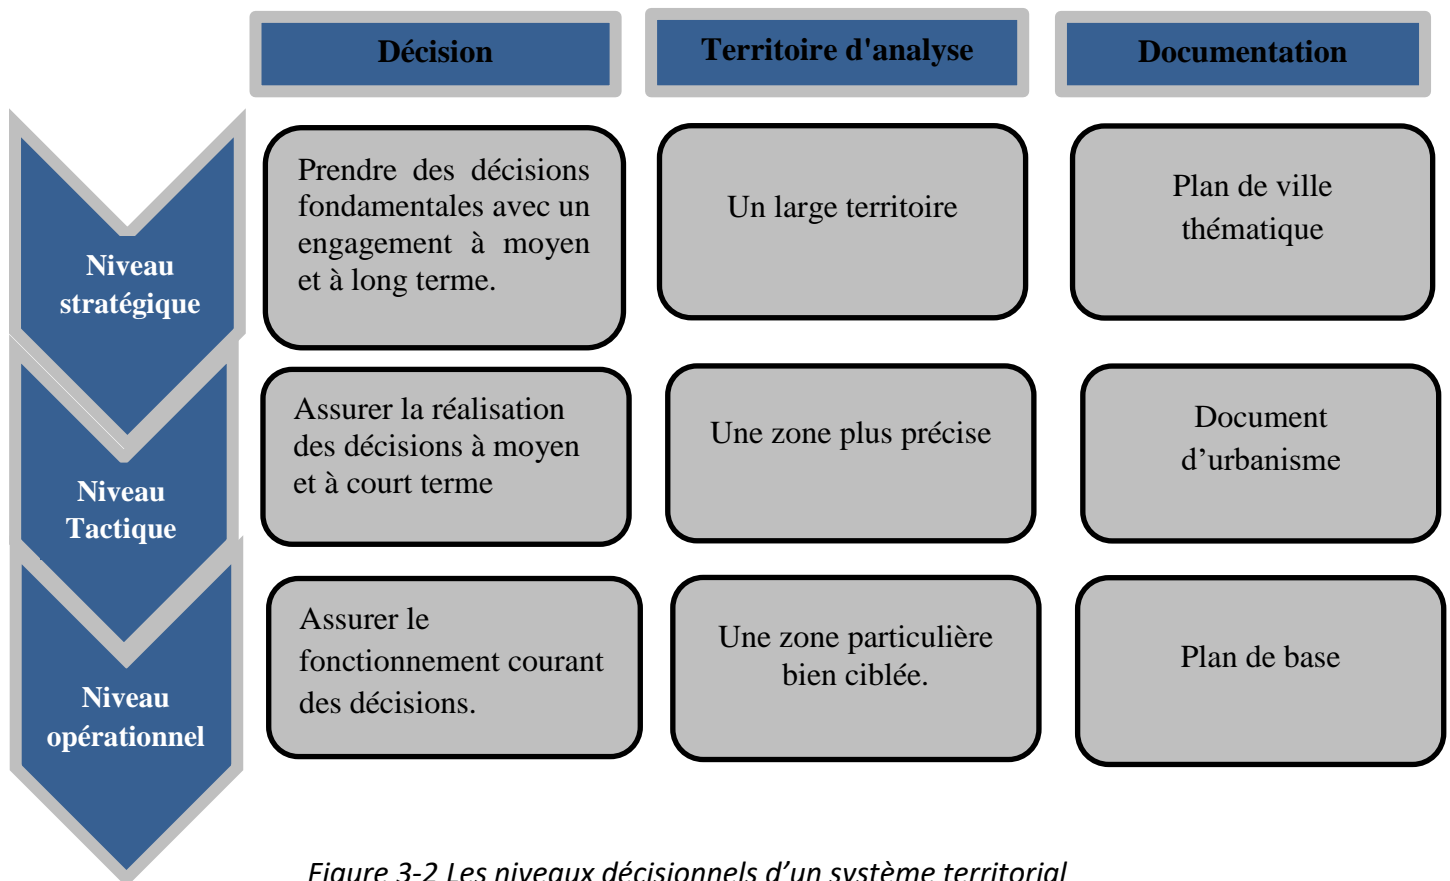 Décision
Territoire d'analyse
Documentation
Niveau
stratégique
Prendre des décisions
fondamentales avec un
engagement à moyen
et à long terme.
Un large territoire
Plan de ville
thématique
Niveau
Tactique
Assurer la réalisation
des décisions à moyen
et à court terme
Une zone plus précise
Document
d’urbanisme
Niveau
opérationnel
Assurer le
fonctionnement courant
des décisions.
Une zone particulière
bien ciblée.
Plan de base
Figure 3-2 Les niveaux décisionnels d’un système territorial